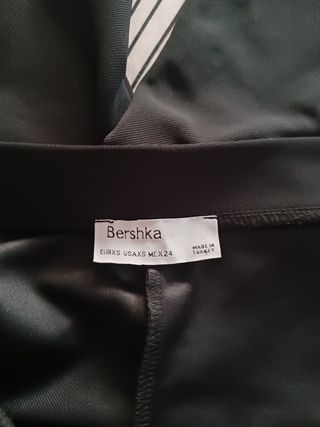 Bershka
EURXS USAXS MEX24
MADE IN
TURKEY